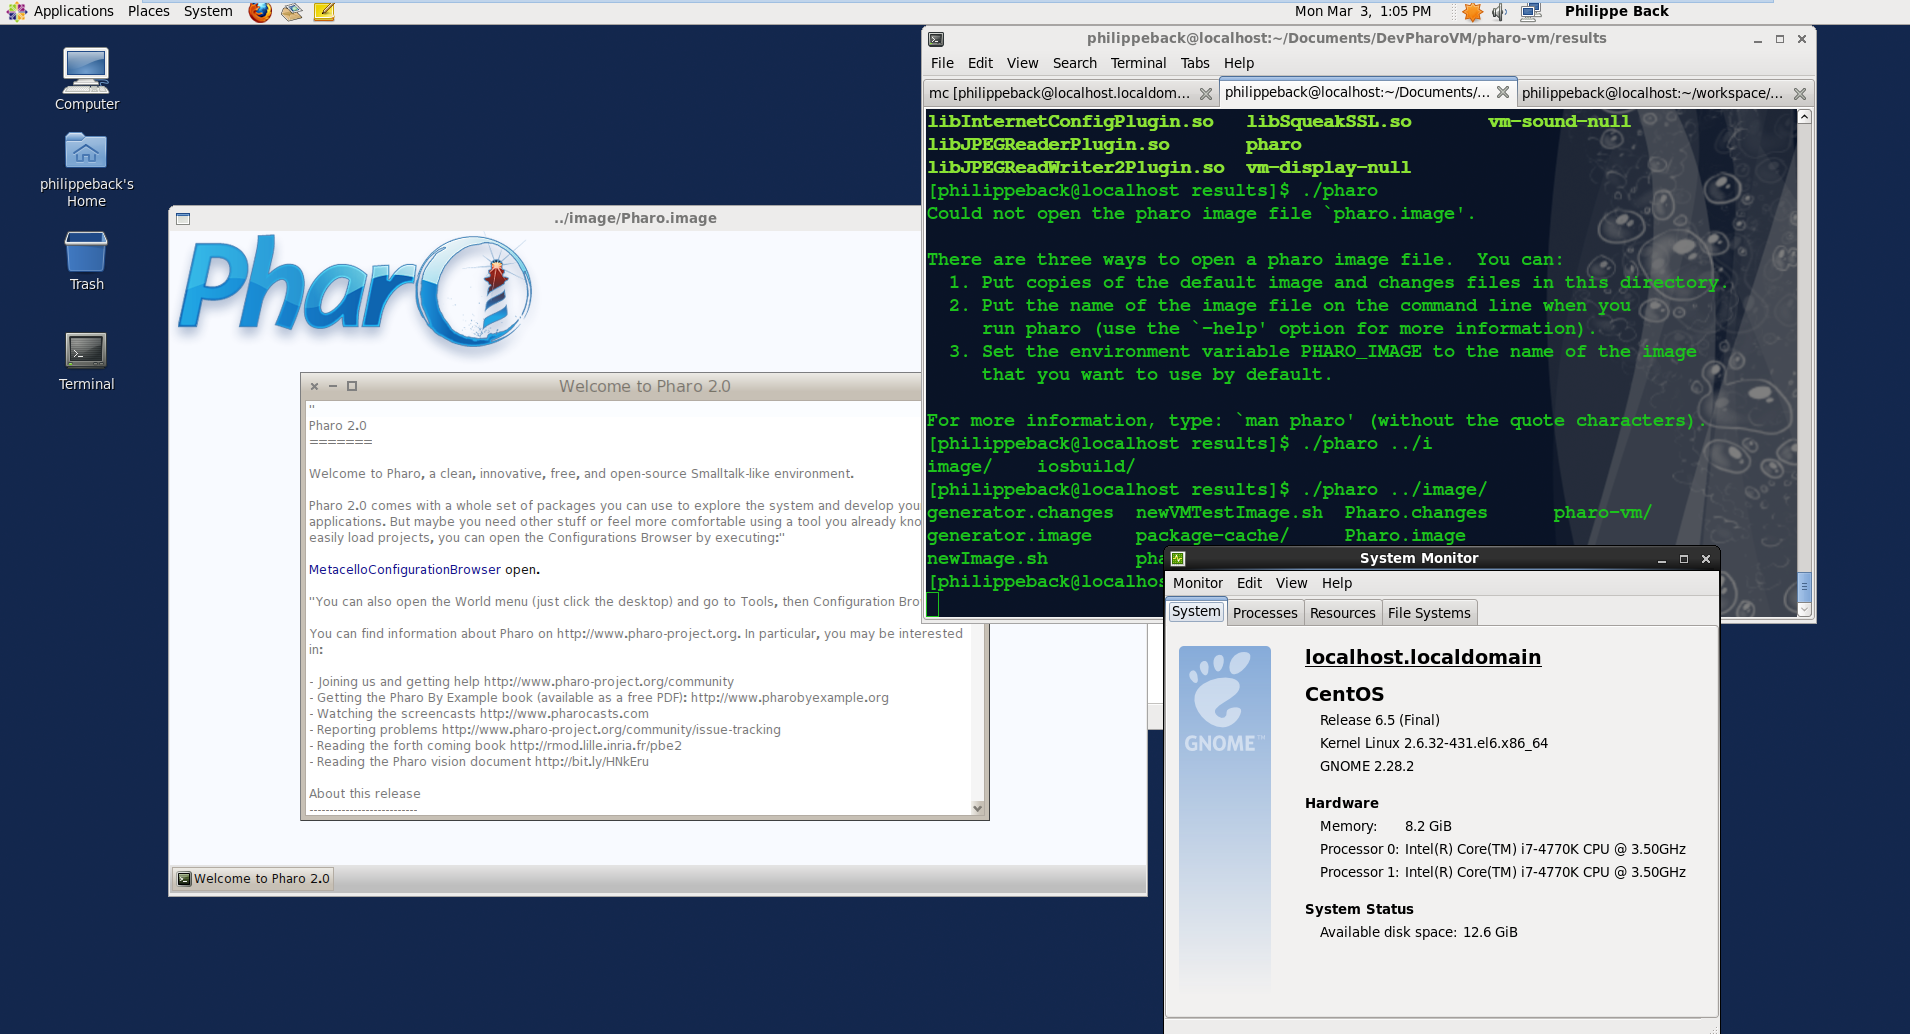 Applications Places System
Mon Mar 3, 1:05 PM
Philippe Back
Computer
philippeback's
Home
Trash
Terminal
../image/Pharo.image
Pharo
Welcome to Pharo 2.0
"
Pharo 2.0
=======
Welcome to Pharo, a clean, innovative, free, and open-source Smalltalk-like environment.
Pharo 2.0 comes with a whole set of packages you can use to explore the system and develop you
applications. But maybe you need other stuff or feel more comfortable using a tool you already kno
easily load projects, you can open the Configurations Browser by executing:"
MetacelloConfigurationBrowser open.
"You can also open the World menu (just click the desktop) and go to Tools, then Configuration Bro
You can find information about Pharo on http://www.pharo-project.org. In particular, you may be interested
in:
- Joining us and getting help http://www.pharo-project.org/community
- Getting the Pharo By Example book (available as a free PDF): http://www.pharobyexample.org
- Watching the screencasts http://www.pharocasts.com
- Reporting problems http://www.pharo-project.org/community/issue-tracking
- Reading the forth coming book http://rmod.lille.inria.fr/pbe2
- Reading the Pharo vision document http://bit.ly/HNkEru
About this release
---------------------------
Welcome to Pharo 2.0
philippeback@localhost:~/Documents/DevPharoVM/pharo-vm/results
File Edit View Search Terminal Tabs Help
mc [philippeback@localhost.localdom... philippeback@localhost:~/Documents/... philippeback@localhost:~/workspace/...
libInternetConfigPlugin.so libSqueakSSL.so vm-sound-null
libJPEGReaderPlugin.so pharo
libJPEGReadWriter2Plugin.so vm-display-null
[philippeback@localhost results]$ ./pharo
Could not open the pharo image file `pharo.image'.
There are three ways to open a pharo image file. You can:
1. Put copies of the default image and changes files in this directory.
2. Put the name of the image file on the command line when you
run pharo (use the `-help' option for more information).
3. Set the environment variable PHARO_IMAGE to the name of the image
that you want to use by default.
For more information, type: `man pharo' (without the quote characters).
[philippeback@localhost results]$ ./pharo ../i
image/ iosbuild/
[philippeback@localhost results]$ ./pharo ../image/
generator.changes newVMTestImage.sh Pharo.changes pharo-vm/
generator.image package-cache/ Pharo.image
newImage.sh pha
[philippeback@localhos
System Monitor
Monitor Edit View Help
System Processes Resources File Systems
GNOME™
localhost.localdomain
CentOS
Release 6.5 (Final)
Kernel Linux 2.6.32-431.el6.x86_64
GNOME 2.28.2
Hardware
Memory: 8.2 GiB
Processor 0: Intel(R) Core(TM) i7-4770K CPU @ 3.50GHz
Processor 1: Intel(R) Core(TM) i7-4770K CPU @ 3.50GHz
System Status
Available disk space: 12.6 GiB